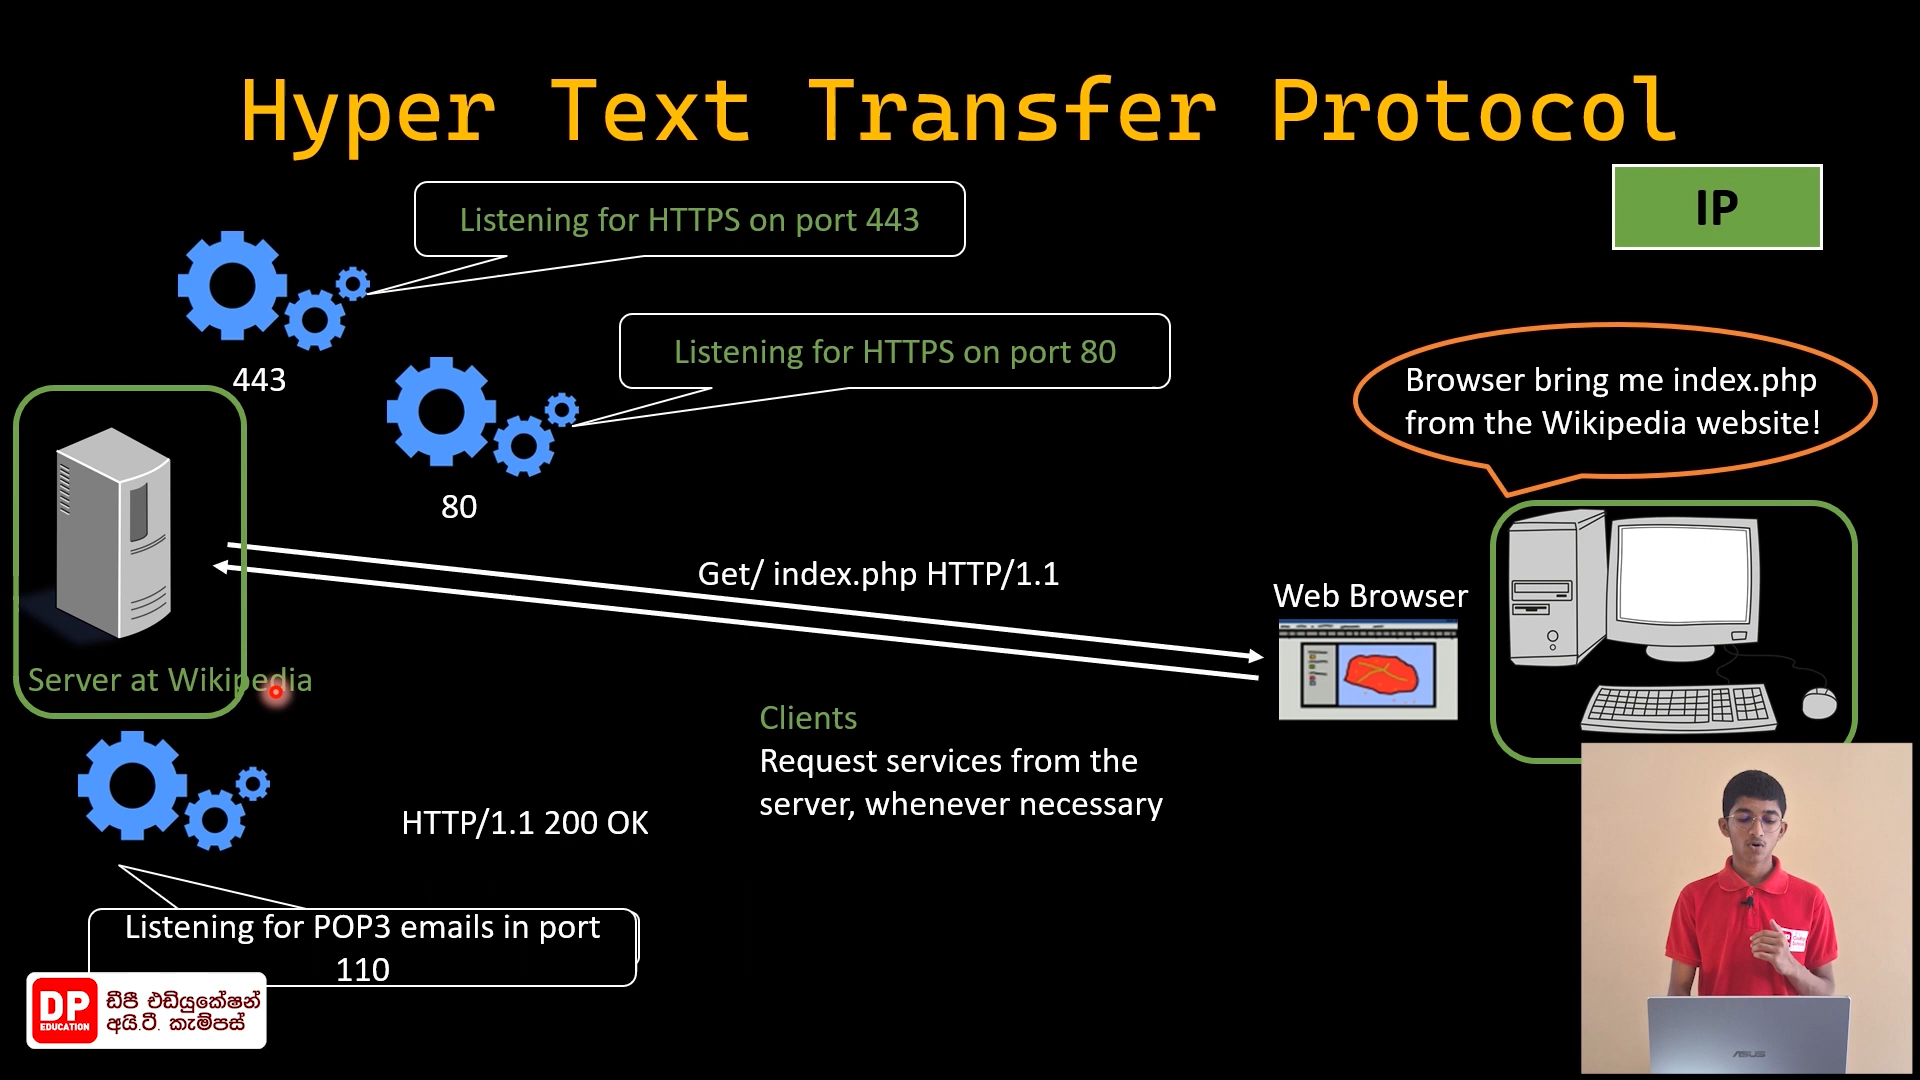 Hyper Text Transfer Protocol
IP
Listening for HTTPS on port 443
443
Listening for HTTPS on port 80
80
Browser bring me index.php
from the Wikipedia website!
Get/ index.php HTTP/1.1
Web Browser
Server at Wikipedia
Clients
Request services from the
server, whenever necessary
HTTP/1.1 200 OK
Listening for POP3 emails in port
110
DP
EDUCATION
ඩීපී එඩියුකේෂන්
අයි.ටී. කැම්පස්
ASUS